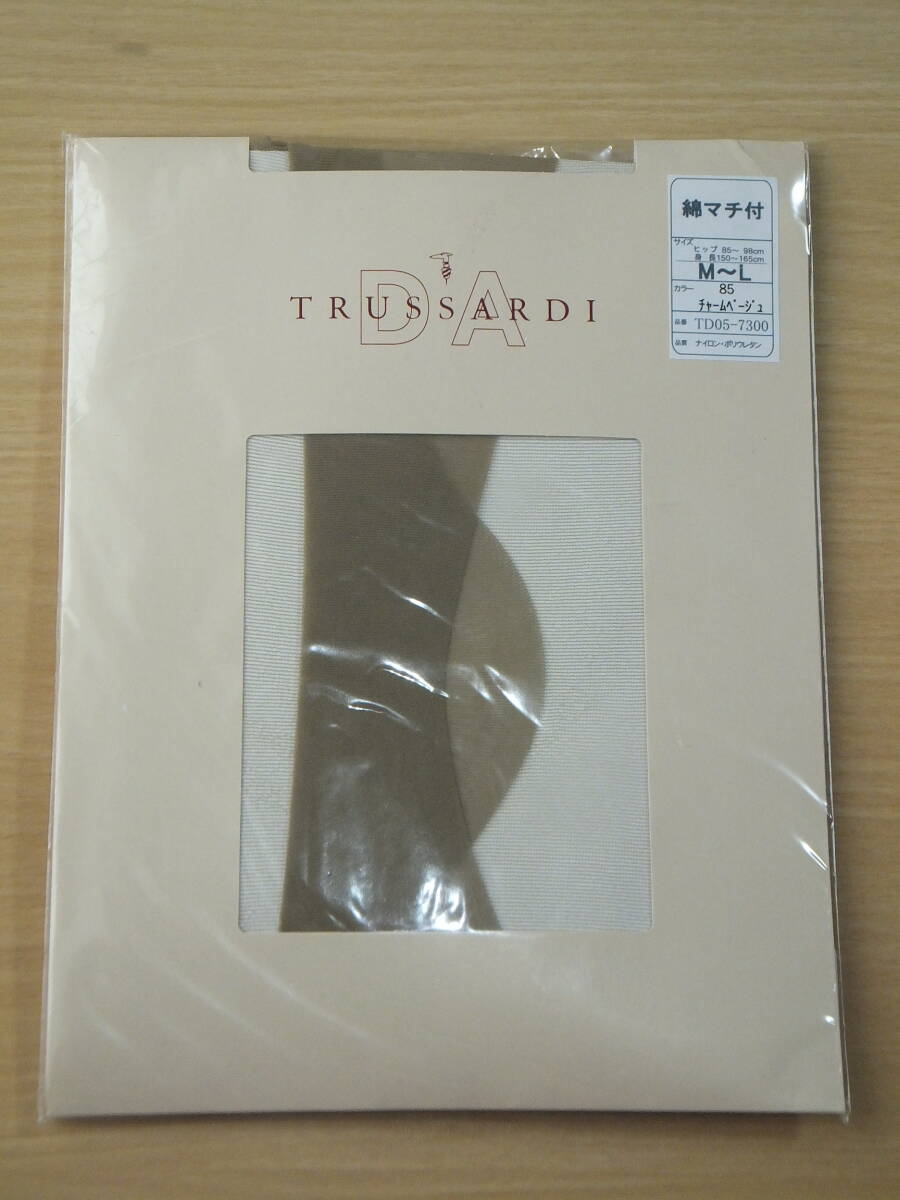 DA
TRUSSARDI
綿マチ付
サイズ
ヒップ 85〜 98cm
身 長150〜165cm
M〜L
カラー 85
チャームベージュ
品番 TD05-7300
品質 ナイロン・ポリウレタン